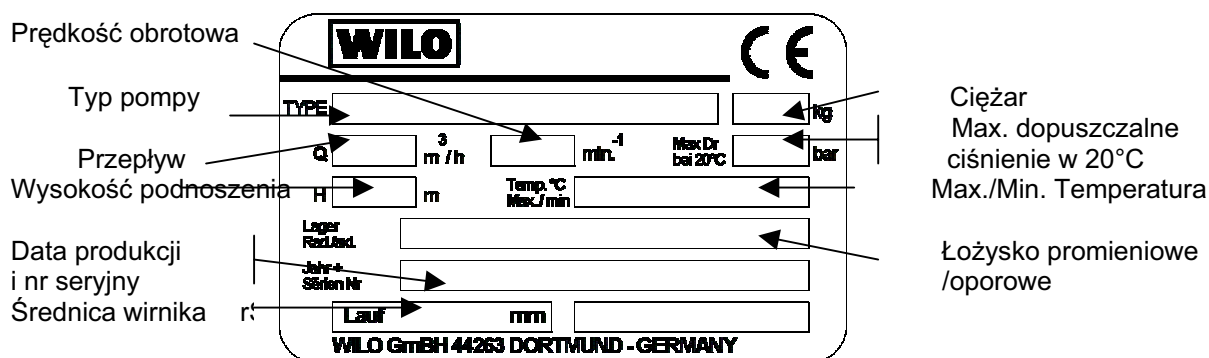 Prędkość obrotowa
WILO
CE
Typ pompy
TYPE
kg
Ciężar
Max. dopuszczalne
ciśnienie w 20°C
Przepływ
Q
m³/h
min.⁻¹
Max Dr
bei 20°C
bar
Wysokość podnoszenia
H
m
Temp. °C
Max./min
Max./Min. Temperatura
Lager
Rad./axl.
Łożysko promieniowe
/oporowe
Data produkcji
i nr seryjny
Jahr +
Sérien Nr
Średnica wirnika
Lauf mm
WILO GmBH 44263 DORTMUND - GERMANY